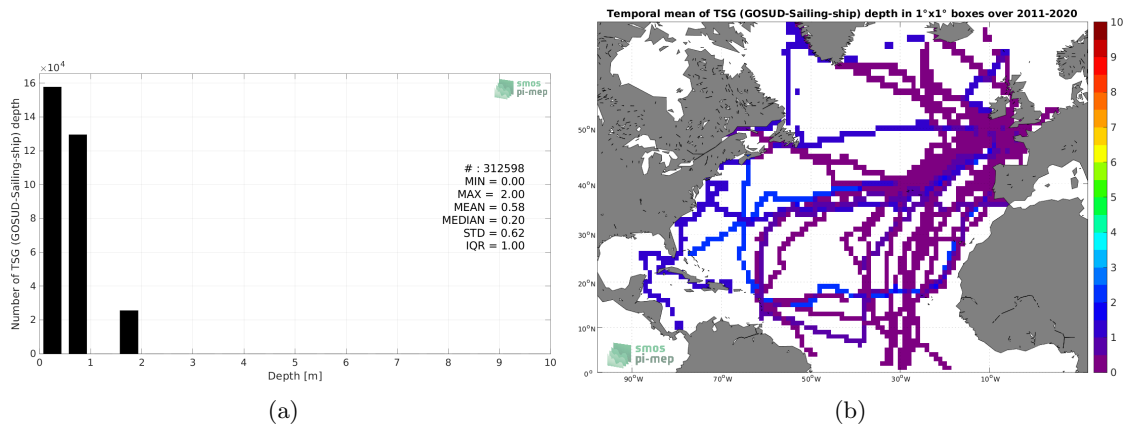 ×10⁴
16
14
12
10
8
6
4
2
0
Number of TSG (GOSUD-Sailing-ship) depth
smos
pi-mep
# : 312598
MIN = 0.00
MAX = 2.00
MEAN = 0.58
MEDIAN = 0.20
STD = 0.62
IQR = 1.00
0 1 2 3 4 5 6 7 8 9 10
Depth [m]
(a)
Temporal mean of TSG (GOSUD-Sailing-ship) depth in 1°x1° boxes over 2011-2020
50°N
40°N
30°N
20°N
10°N
0°
90°W 70°W 50°W 30°W 10°W
smos
pi-mep
10
9
8
7
6
5
4
3
2
1
0
(b)